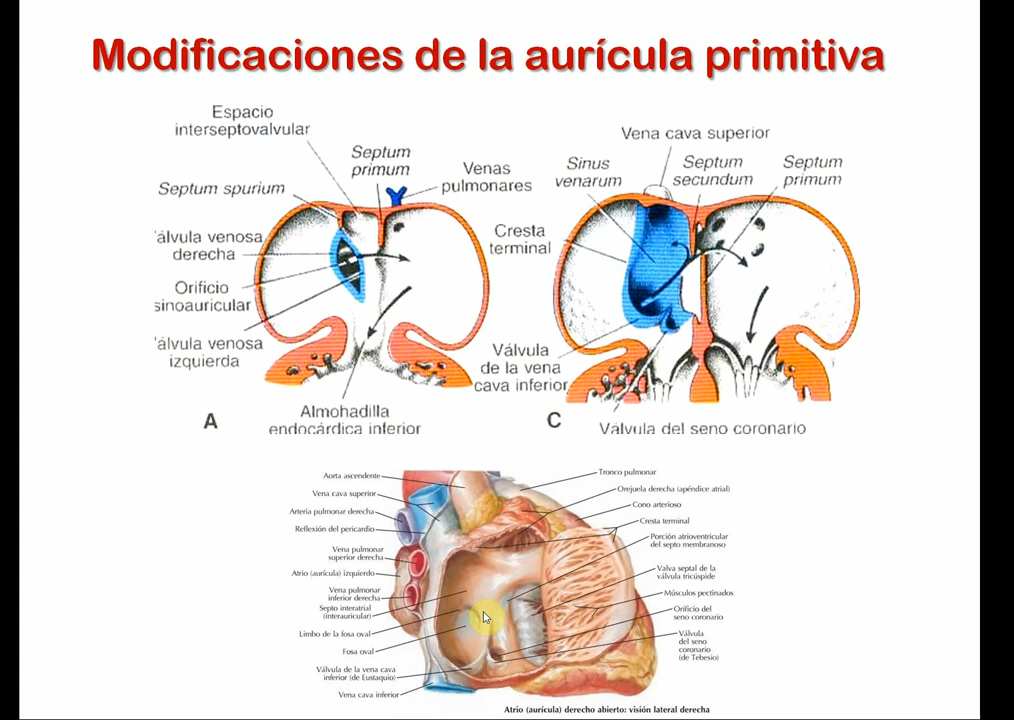 Modificaciones de la aurícula primitiva
Espacio
interseptovalvular
Septum
primum
Venas
pulmonares
Septum spurium
álvula venosa
derecha
Orificio
sinoauricular
álvula venosa
izquierda
A
Almohadilla
endocárdica inferior
Vena cava superior
Sinus
venarum
Septum
secundum
Septum
primum
Cresta
terminal
Válvula
de la vena
cava inferior
C
Válvula del seno coronario
Aorta ascendente
Vena cava superior
Arteria pulmonar derecha
Reflexión del pericardio
Vena pulmonar
superior derecha
Atrio (aurícula) izquierdo
Vena pulmonar
inferior derecha
Septo interatrial
(interauricular)
Limbo de la fosa oval
Fosa oval
Válvula de la vena cava
inferior (de Eustaquio)
Vena cava inferior
Tronco pulmonar
Orejuela derecha (apéndice atrial)
Cono arterioso
Cresta terminal
Porción atrioventricular
del septo membranoso
Valva septal de la
válvula tricúspide
Músculos pectinados
Orificio del
seno coronario
Válvula
del seno
coronario
(de Tebesio)
Atrio (aurícula) derecho abierto: visión lateral derecha